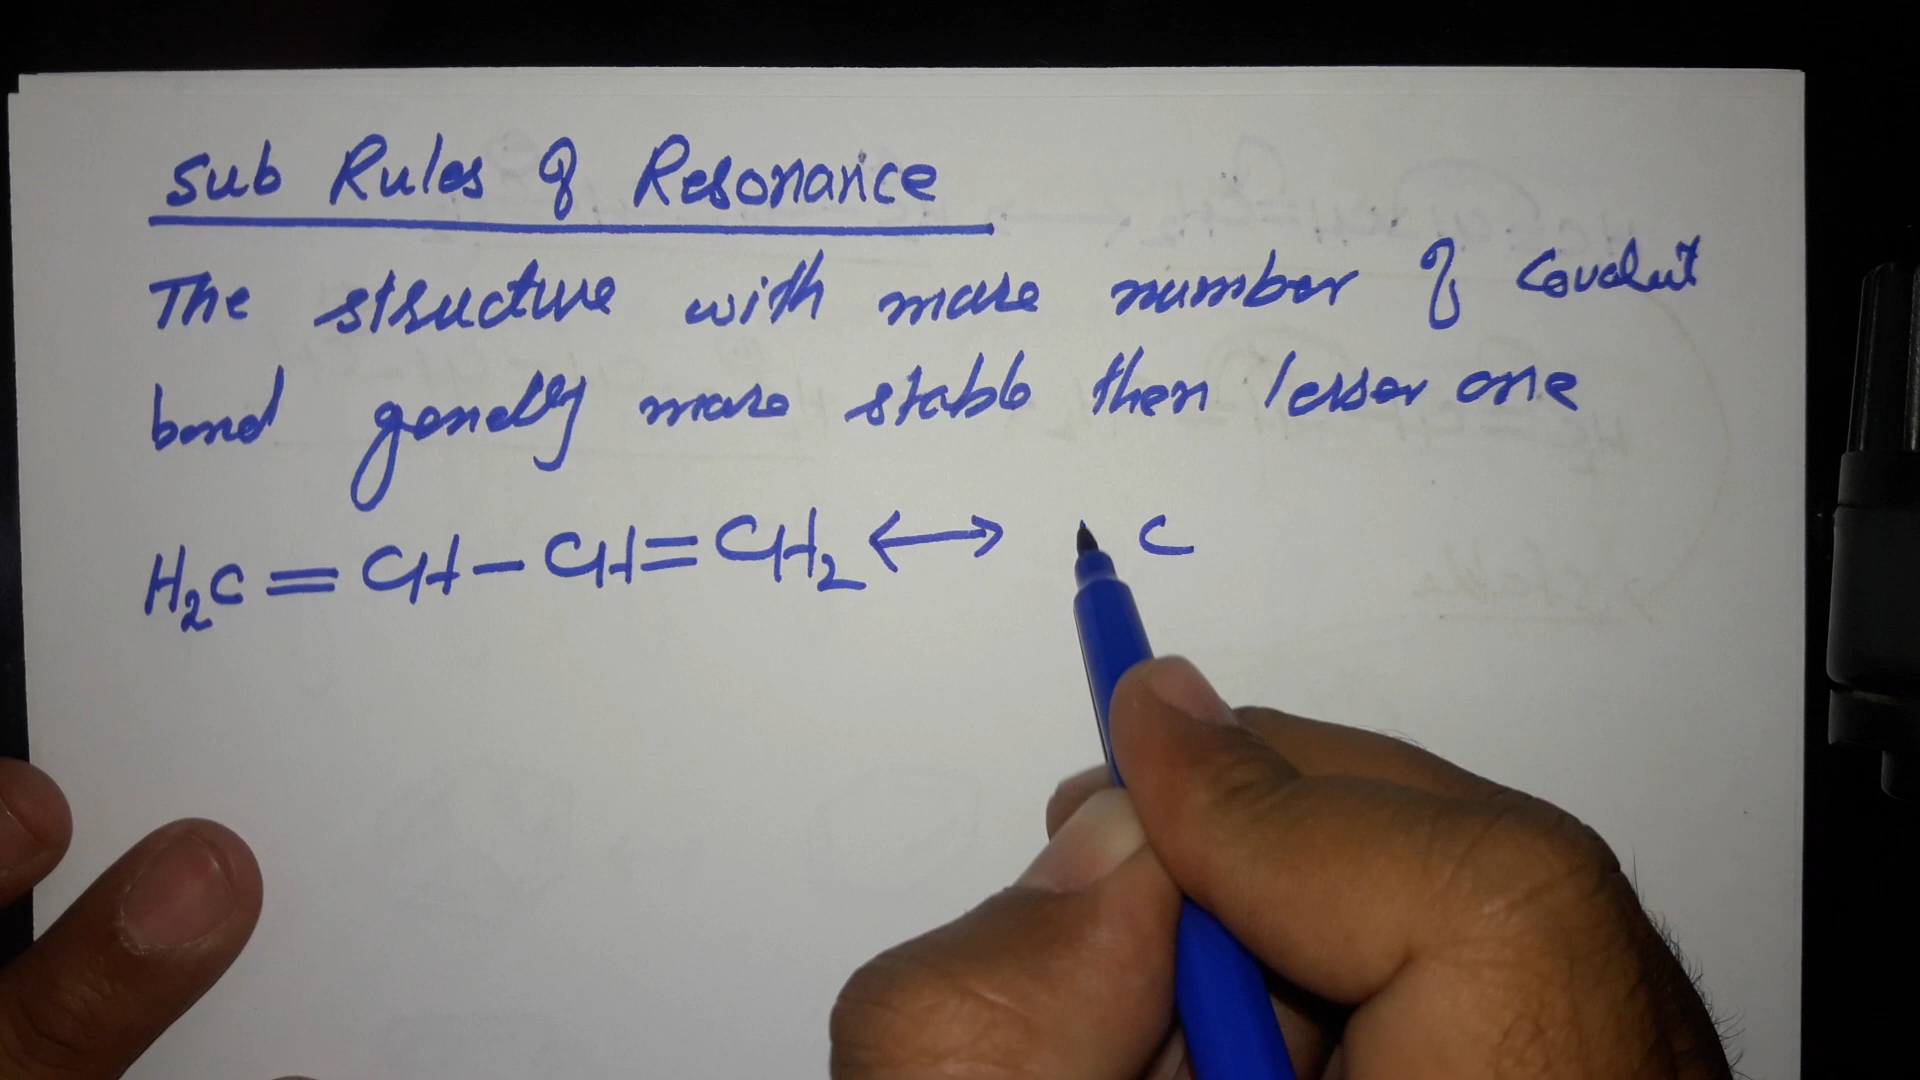 Sub Rules of Resonance
The structure with more number of Covalent
bond genelly more stable then lesser one
H₂C = CH - CH = CH₂ ↔ C